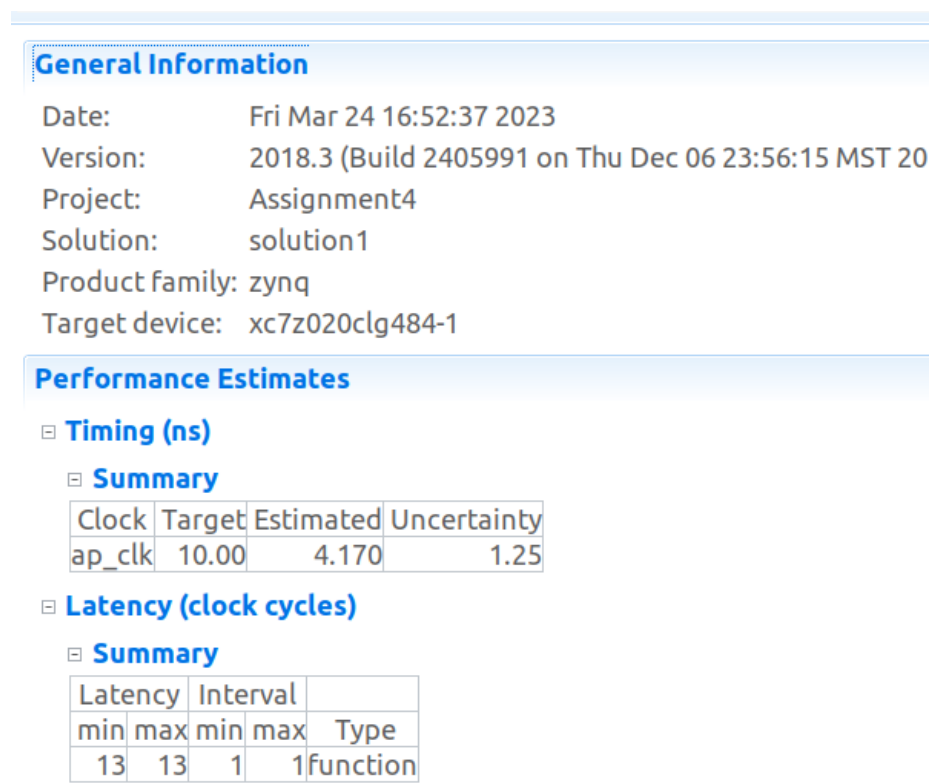 General Information
Date: Fri Mar 24 16:52:37 2023
Version: 2018.3 (Build 2405991 on Thu Dec 06 23:56:15 MST 20
Project: Assignment4
Solution: solution1
Product family: zynq
Target device: xc7z020clg484-1
Performance Estimates
Timing (ns)
Summary
Clock Target Estimated Uncertainty
ap_clk 10.00 4.170 1.25
Latency (clock cycles)
Summary
Latency Interval
min max min max Type
13 13 1 1 function